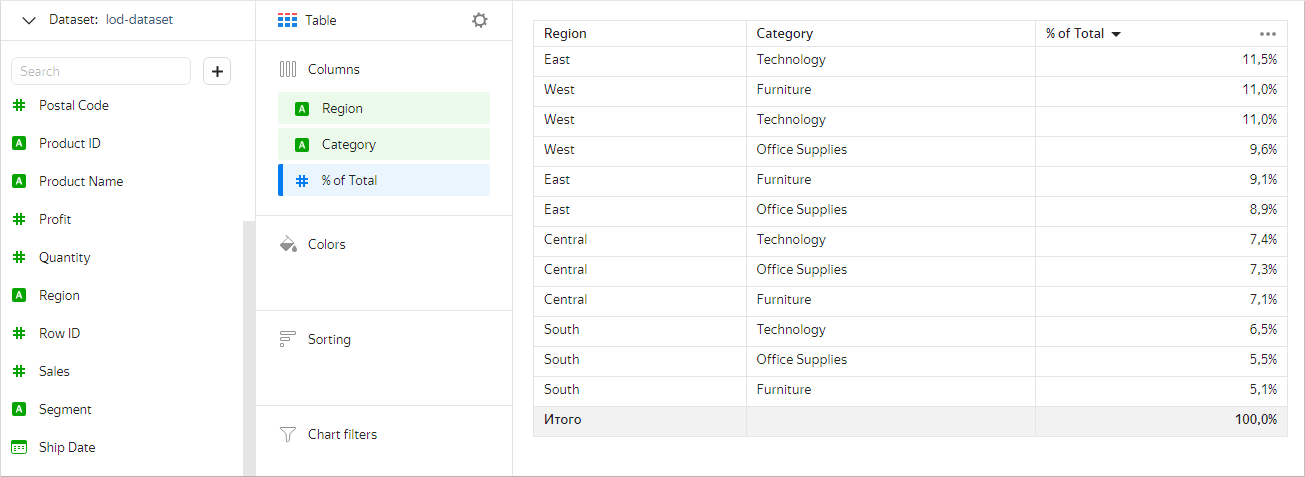 Dataset: lod-dataset
Search
Postal Code
Product ID
Product Name
Profit
Quantity
Region
Row ID
Sales
Segment
Ship Date
Table
Columns
Region
Category
% of Total
Colors
Sorting
Chart filters
Region Category % of Total
East Technology 11,5%
West Furniture 11,0%
West Technology 11,0%
West Office Supplies 9,6%
East Furniture 9,1%
East Office Supplies 8,9%
Central Technology 7,4%
Central Office Supplies 7,3%
Central Furniture 7,1%
South Technology 6,5%
South Office Supplies 5,5%
South Furniture 5,1%
Итого 100,0%